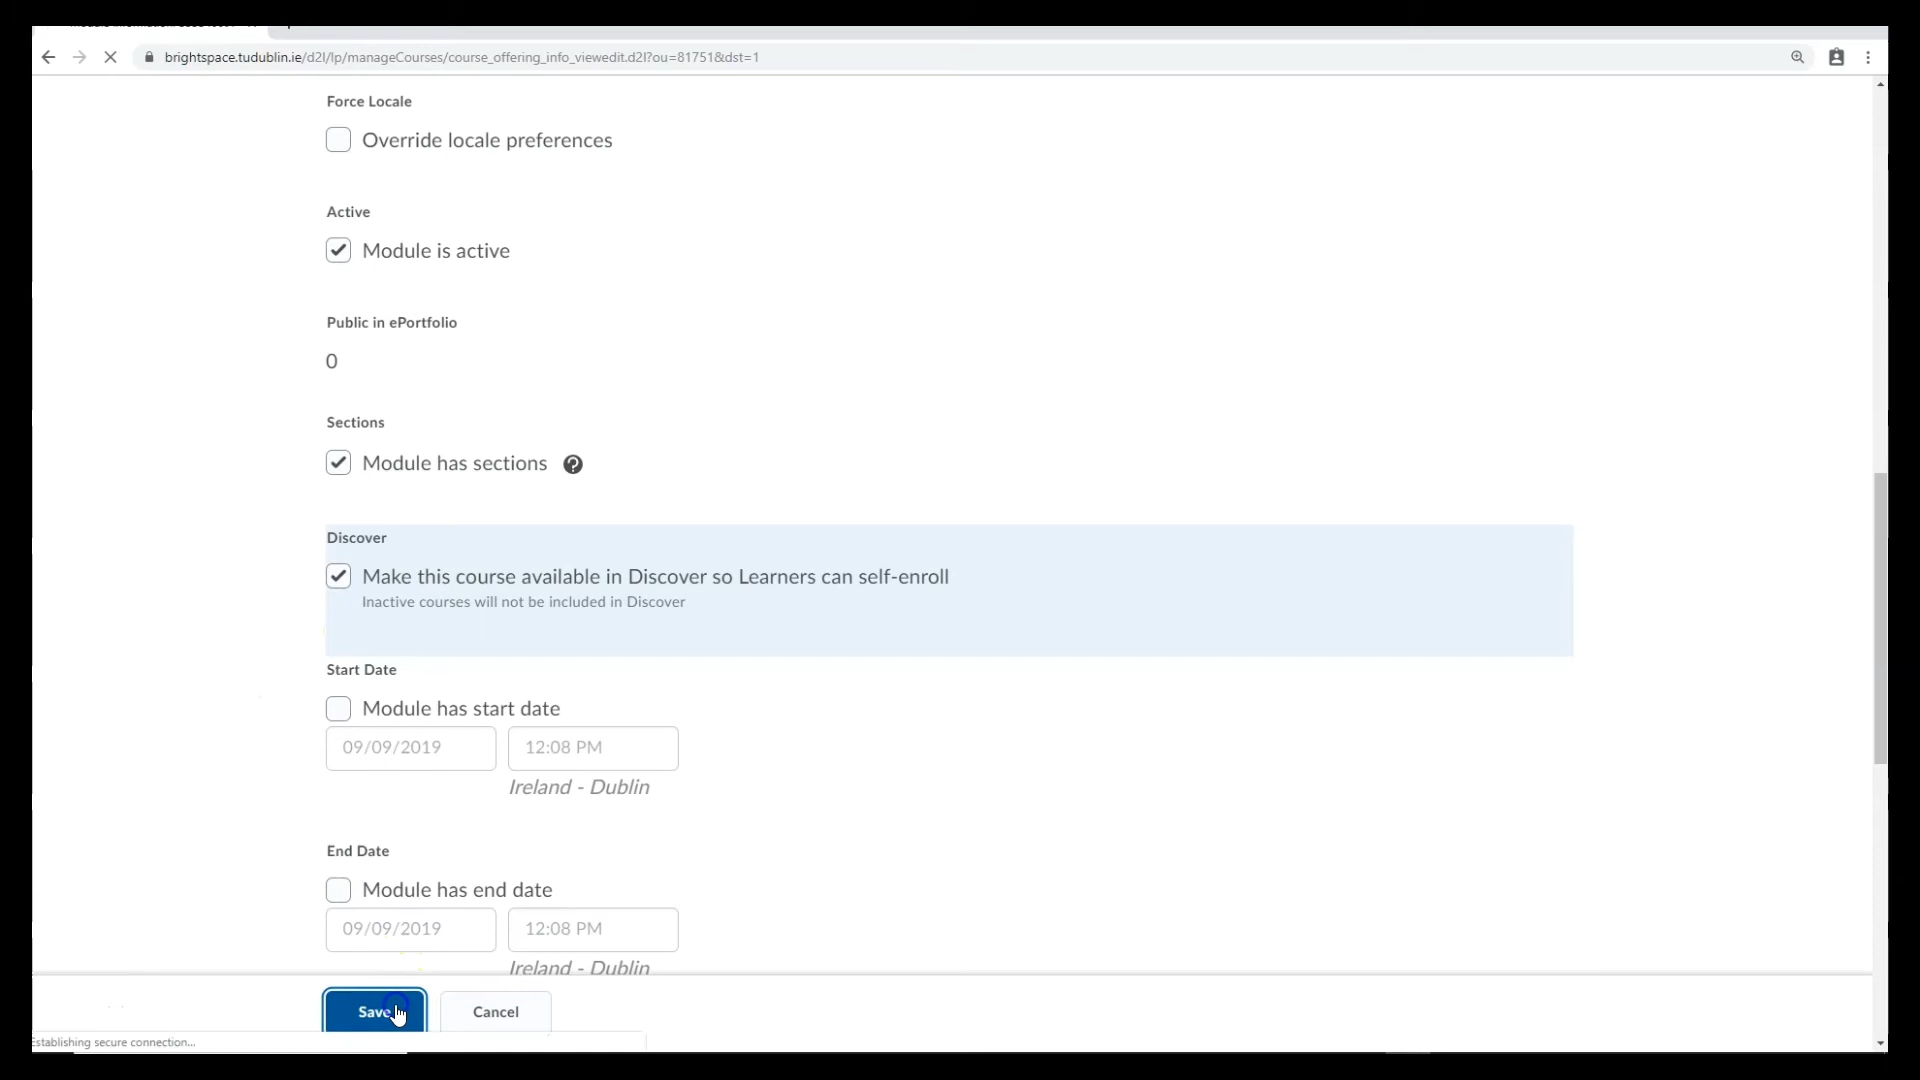 brightspace.tudublin.ie/d2l/lp/manageCourses/course_offering_info_viewedit.d2l?ou=81751&dst=1
Force Locale
Override locale preferences
Active
Module is active
Public in ePortfolio
0
Sections
Module has sections
Discover
Make this course available in Discover so Learners can self-enroll
Inactive courses will not be included in Discover
Start Date
Module has start date
09/09/2019 12:08 PM
Ireland - Dublin
End Date
Module has end date
09/09/2019 12:08 PM
Ireland - Dublin
Save Cancel
Establishing secure connection...